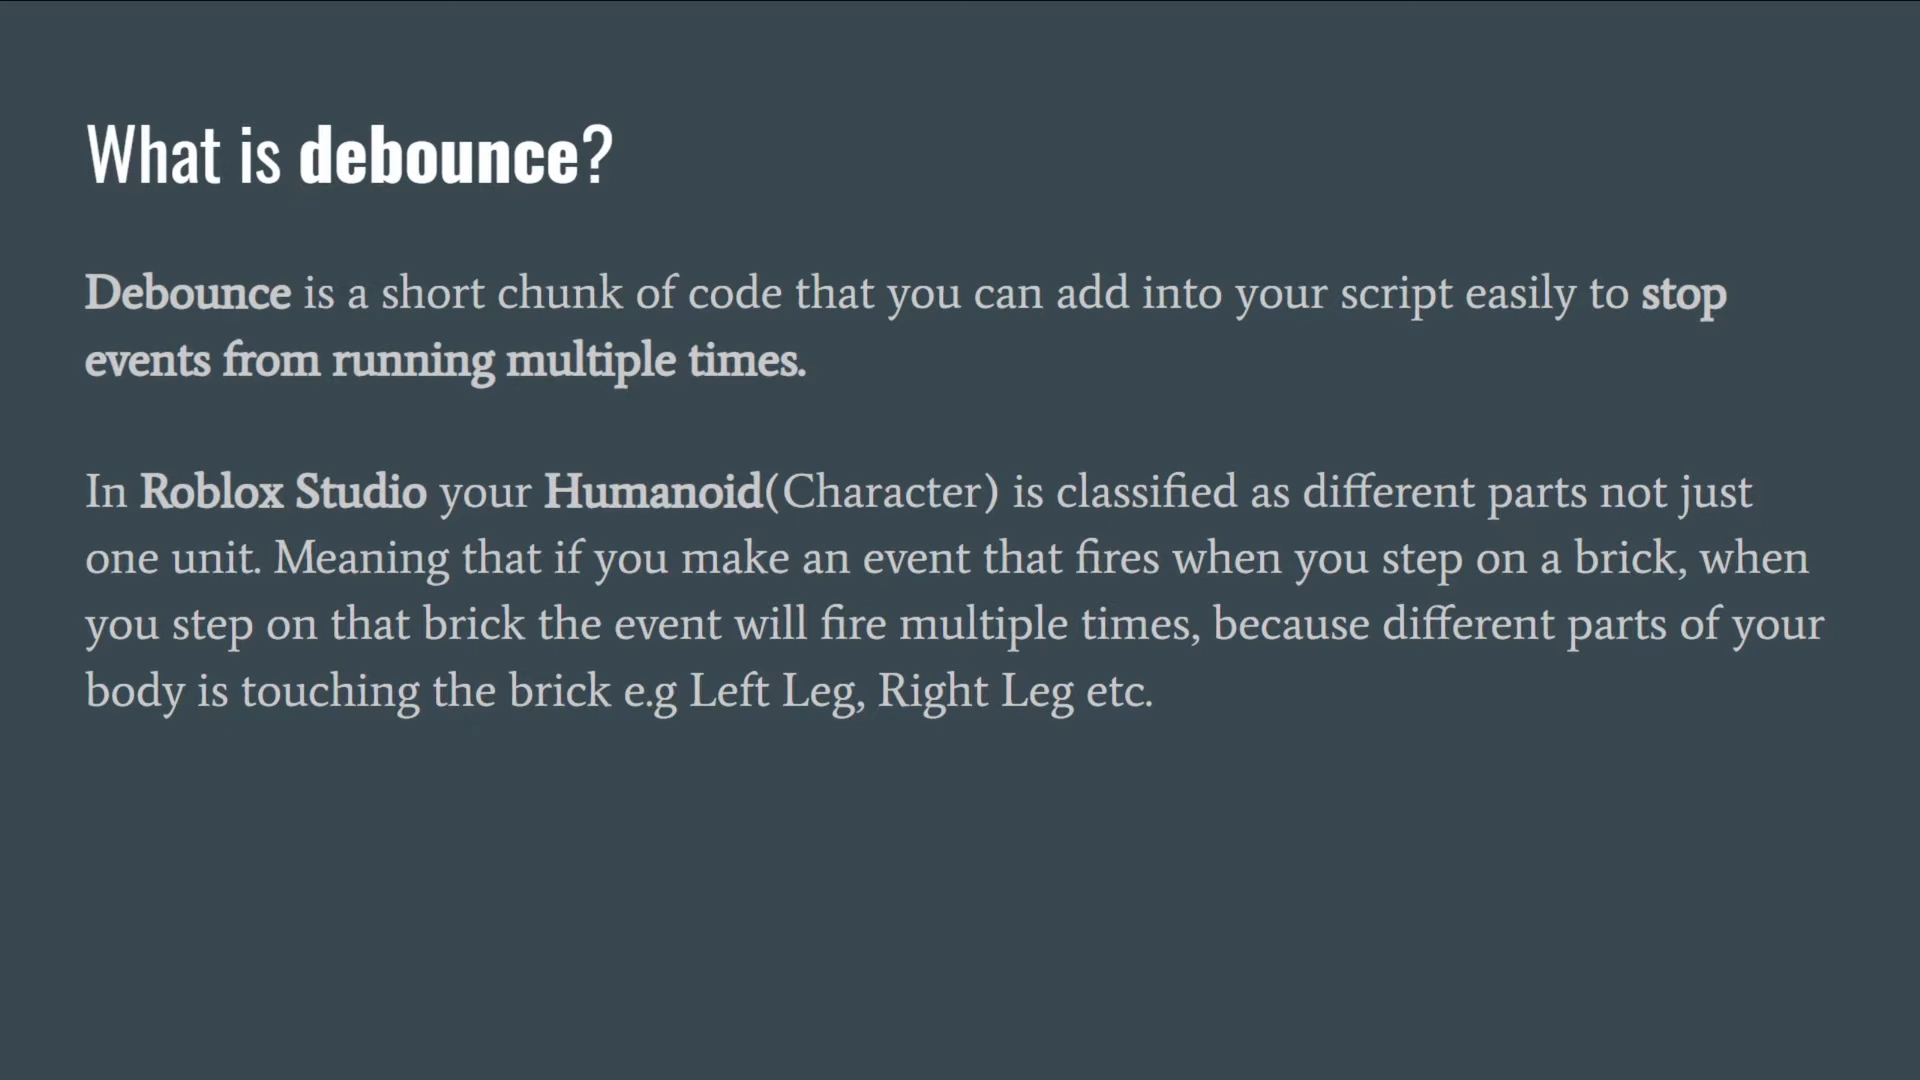 What is debounce?
Debounce is a short chunk of code that you can add into your script easily to stop
events from running multiple times.
In Roblox Studio your Humanoid(Character) is classified as different parts not just
one unit. Meaning that if you make an event that fires when you step on a brick, when
you step on that brick the event will fire multiple times, because different parts of your
body is touching the brick e.g Left Leg, Right Leg etc.